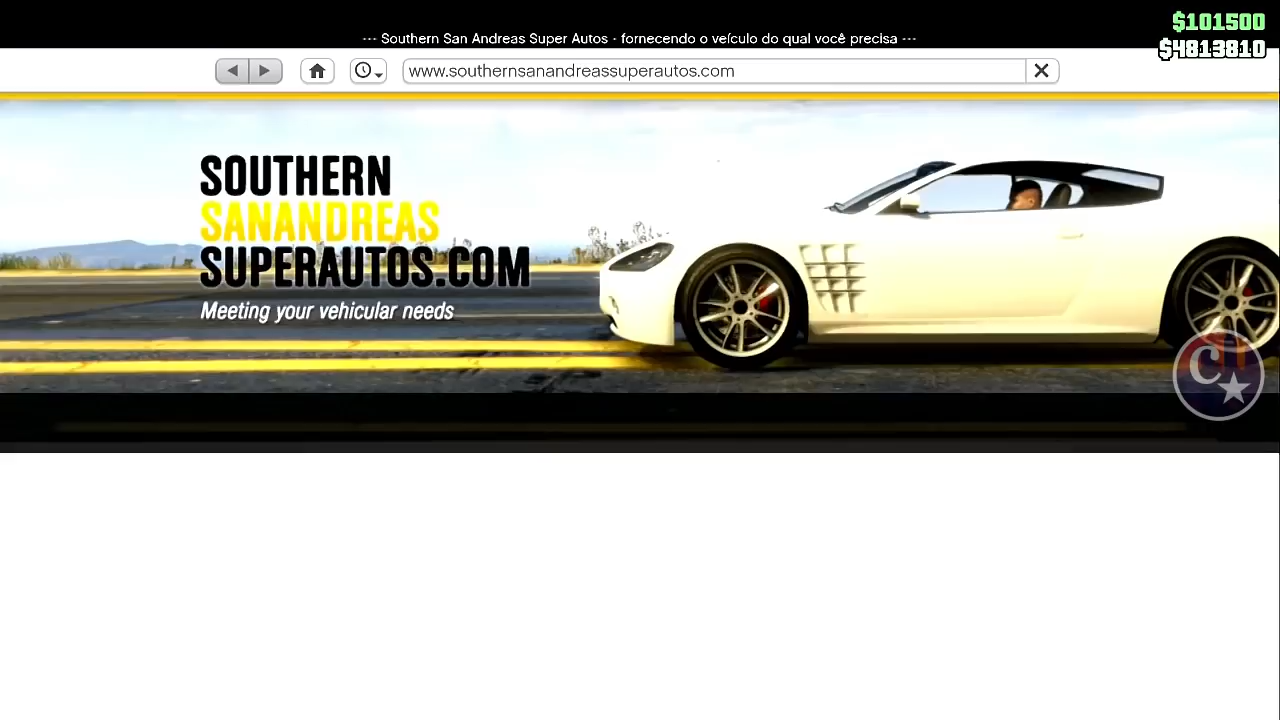 $101500
--- Southern San Andreas Super Autos - fornecendo o veículo do qual você precisa ---
$4813810
www.southernsanandreassuperautos.com
SOUTHERN
SANANDREAS
SUPERAUTOS.COM
Meeting your vehicular needs
C